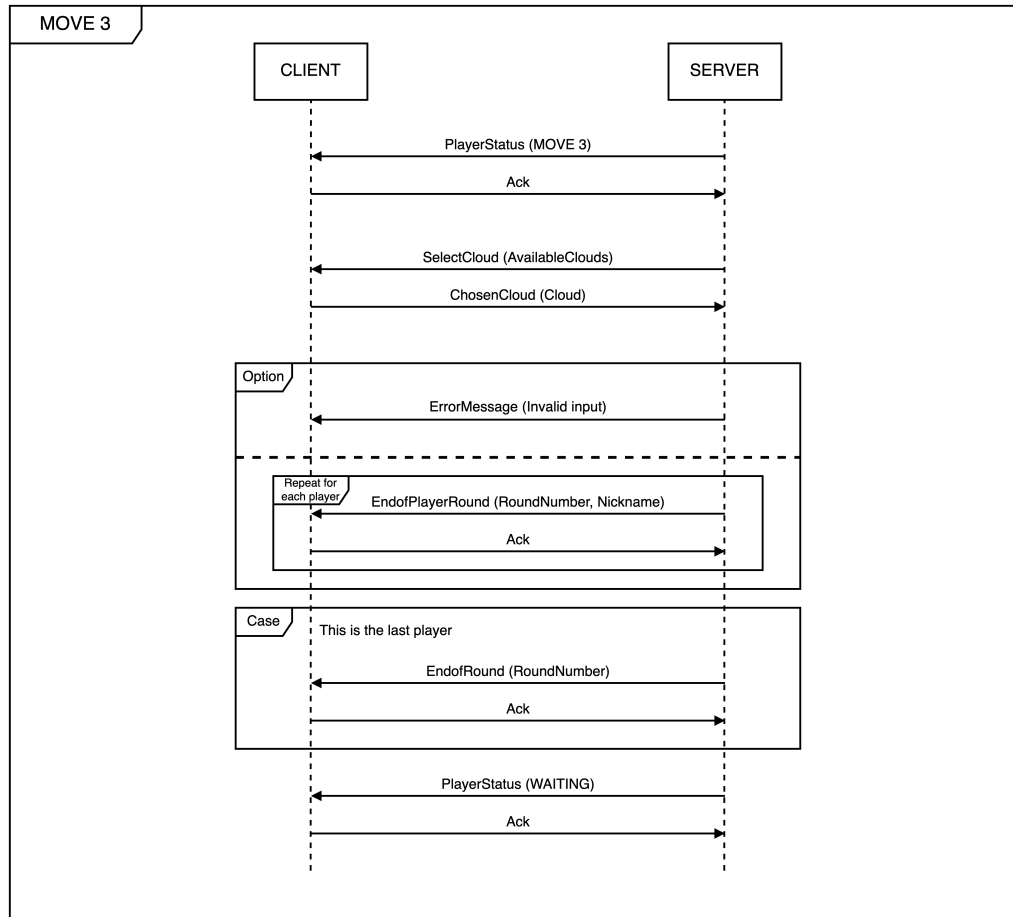 MOVE 3
CLIENT
SERVER
PlayerStatus (MOVE 3)
Ack
SelectCloud (AvailableClouds)
ChosenCloud (Cloud)
Option
ErrorMessage (Invalid input)
Repeat for
each player
EndofPlayerRound (RoundNumber, Nickname)
Ack
Case
This is the last player
EndofRound (RoundNumber)
Ack
PlayerStatus (WAITING)
Ack